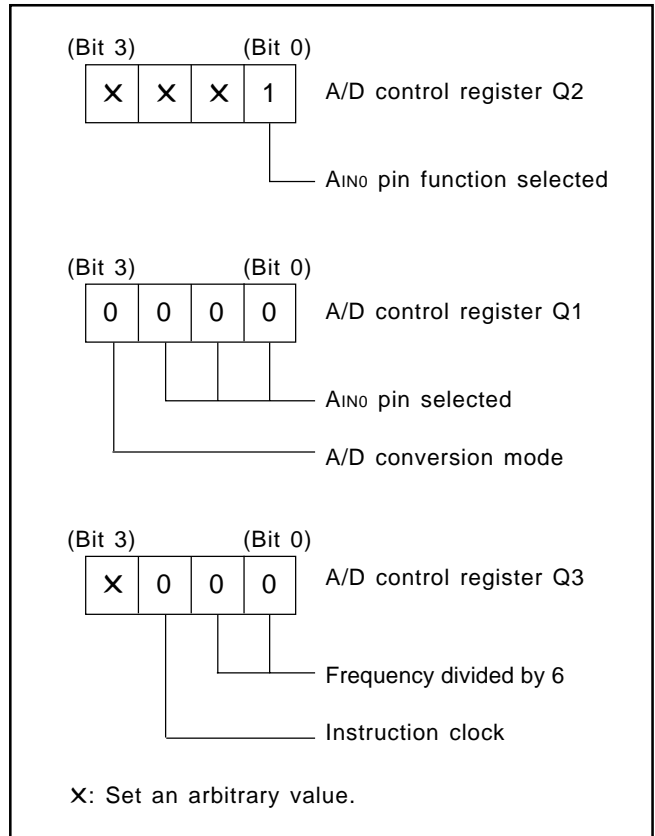 (Bit 3) (Bit 0)
✕ ✕ ✕ 1 A/D control register Q2
AIN0 pin function selected
(Bit 3) (Bit 0)
0 0 0 0 A/D control register Q1
AIN0 pin selected
A/D conversion mode
(Bit 3) (Bit 0)
✕ 0 0 0 A/D control register Q3
Frequency divided by 6
Instruction clock
✕: Set an arbitrary value.